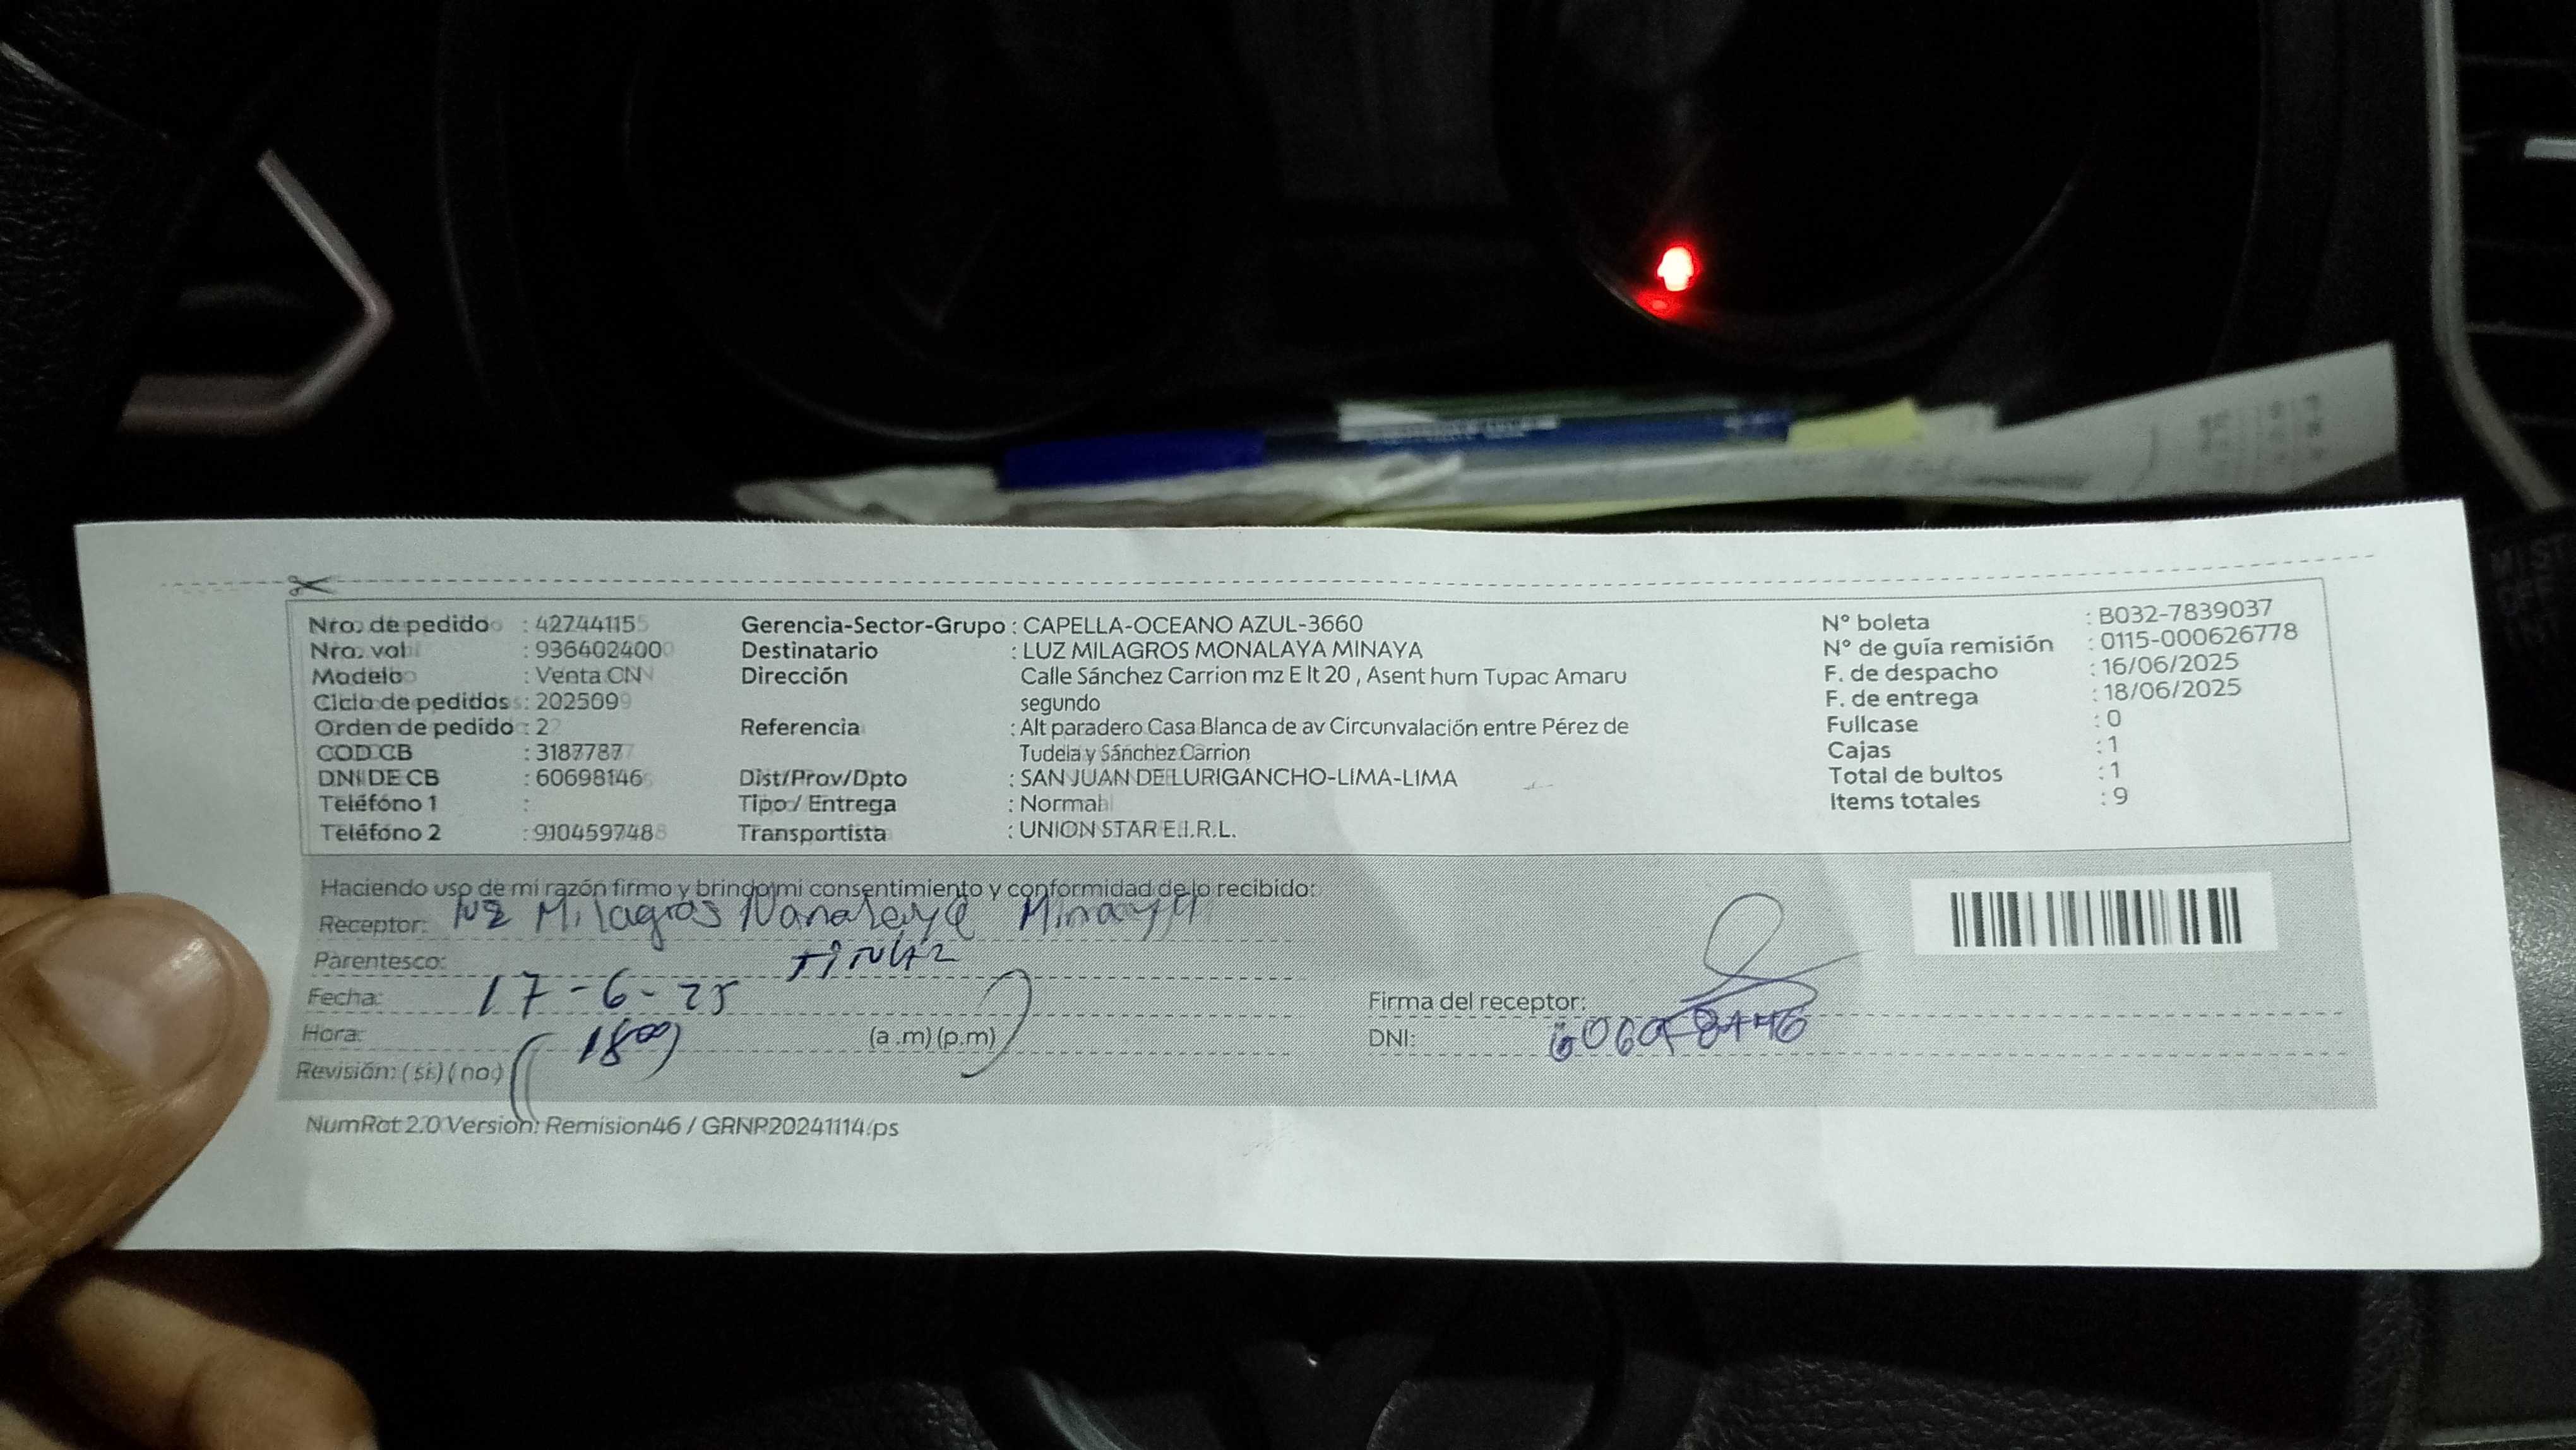 Nro. de pedido : 427441155
Nro. vol : 936402400
Modelo : Venta CN
Ciclo de pedidos : 202509
Orden de pedido : 2
COD CB : 3187787
DNI DE CB : 60698146
Teléfono 1 :
Teléfono 2 : 910459748
Gerencia-Sector-Grupo : CAPELLA-OCEANO AZUL-3660
Destinatario : LUZ MILAGROS MONALAYA MINAYA
Dirección Calle Sánchez Carrion mz E lt 20 , Asent hum Tupac Amaru
segundo
Referencia : Alt paradero Casa Blanca de av Circunvalación entre Pérez de
Tudela y Sánchez Carrion
Dist/Prov/Dpto : SAN JUAN DE LURIGANCHO-LIMA-LIMA
Tipo / Entrega : Normal
Transportista : UNION STAR E.I.R.L.
N° boleta : B032-7839037
N° de guía remisión : 0115-000626778
F. de despacho : 16/06/2025
F. de entrega : 18/06/2025
Fullcase : 0
Cajas : 1
Total de bultos : 1
Items totales : 9
Haciendo uso de mi razón firmo y brindo mi consentimiento y conformidad de lo recibido:
Receptor: luz Milagros Monalaya Minaya
Parentesco:
Fecha: 17-6-25
Hora: 1800 (a .m) (p.m)
Revisión: ( si ) ( no )
Firma del receptor:
DNI: 60698146
NumRot 2.0 Version: Remision46 / GRNP20241114.ps